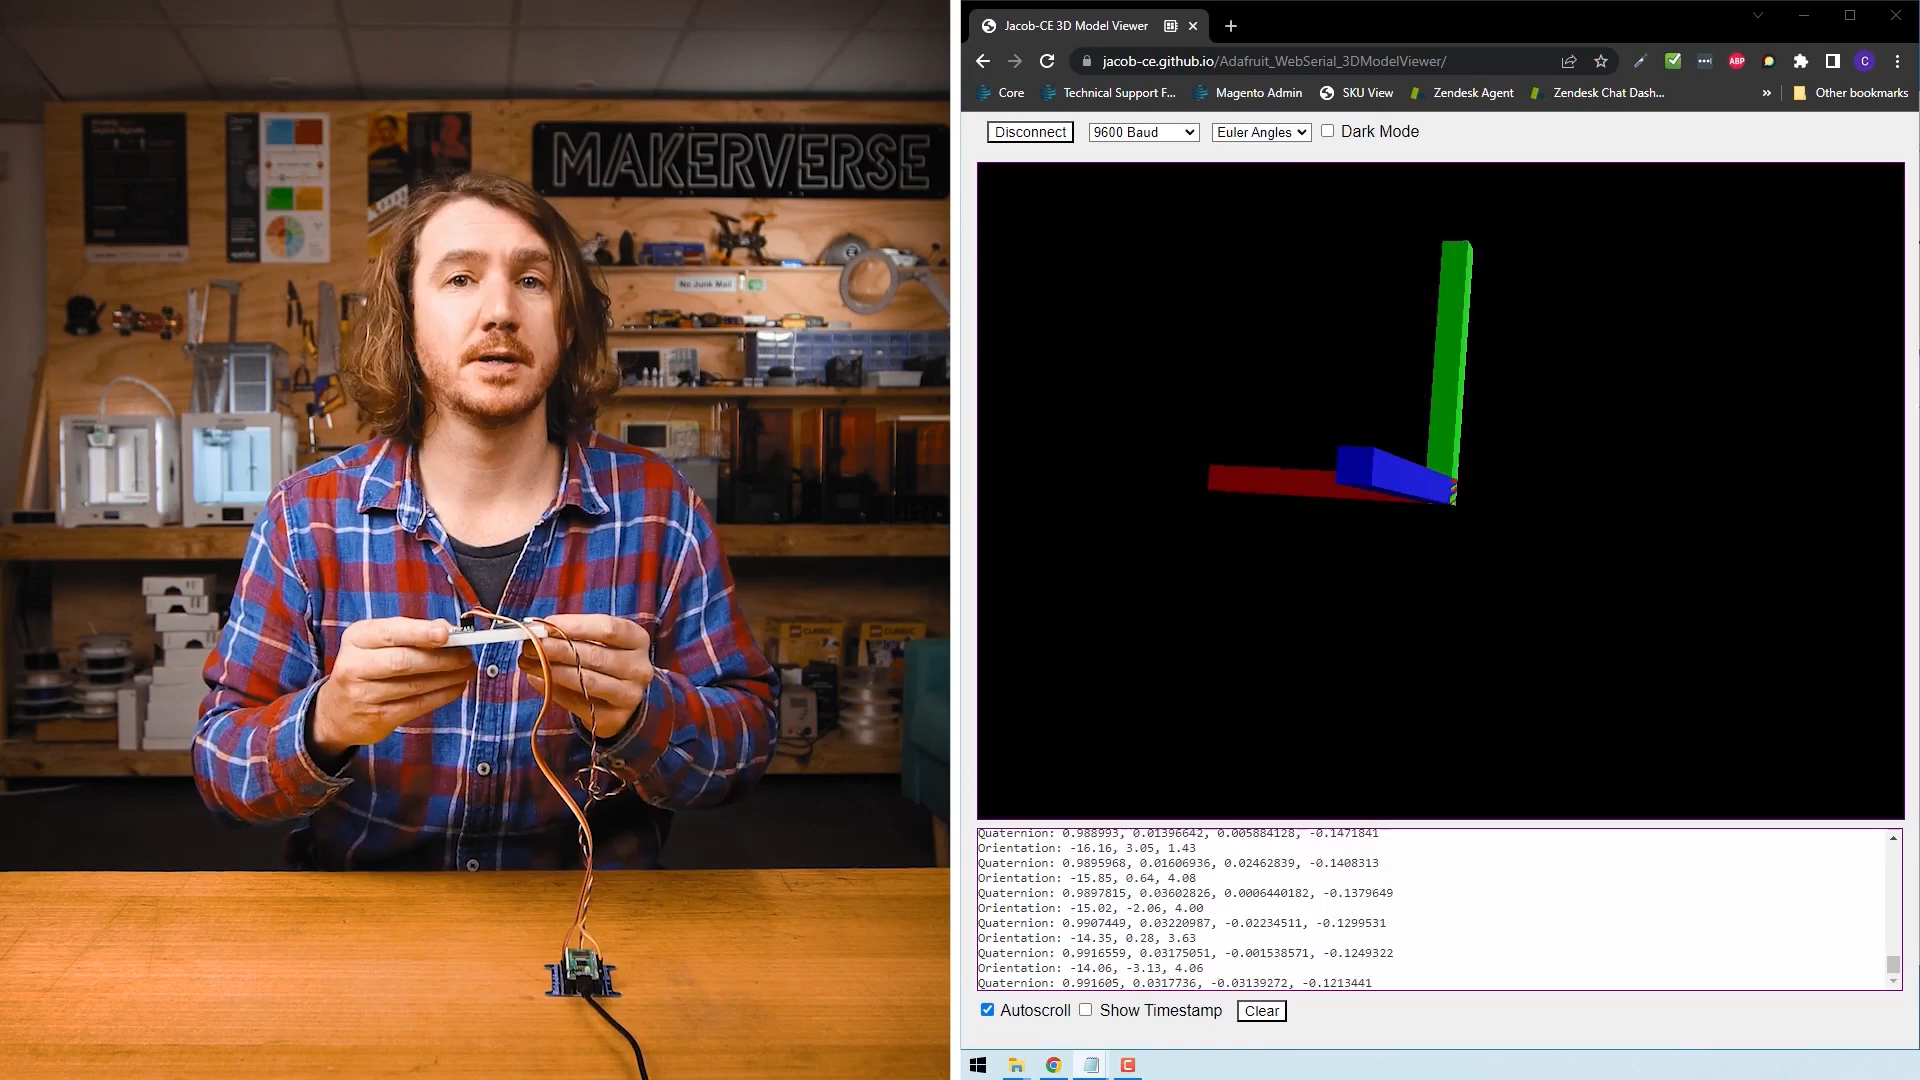 MAKERVERSE
No Junk Mail
CLASSIC
CLASSIC
Jacob-CE 3D Model Viewer
jacob-ce.github.io/Adafruit_WebSerial_3DModelViewer/
ABP
C
Core
Technical Support F...
Magento Admin
SKU View
Zendesk Agent
Zendesk Chat Dash...
»
Other bookmarks
Disconnect
9600 Baud
Euler Angles
Dark Mode
Quaternion: 0.988993, 0.01396642, 0.005884128, -0.1471841
Orientation: -16.16, 3.05, 1.43
Quaternion: 0.9895968, 0.01606936, 0.02462839, -0.1408313
Orientation: -15.85, 0.64, 4.08
Quaternion: 0.9897815, 0.03602826, 0.0006440182, -0.1379649
Orientation: -15.02, -2.06, 4.00
Quaternion: 0.9907449, 0.03220987, -0.02234511, -0.1299531
Orientation: -14.35, 0.28, 3.63
Quaternion: 0.9916559, 0.03175051, -0.001538571, -0.1249322
Orientation: -14.06, -3.13, 4.06
Quaternion: 0.991605, 0.0317736, -0.03139272, -0.1213441
Autoscroll
Show Timestamp
Clear